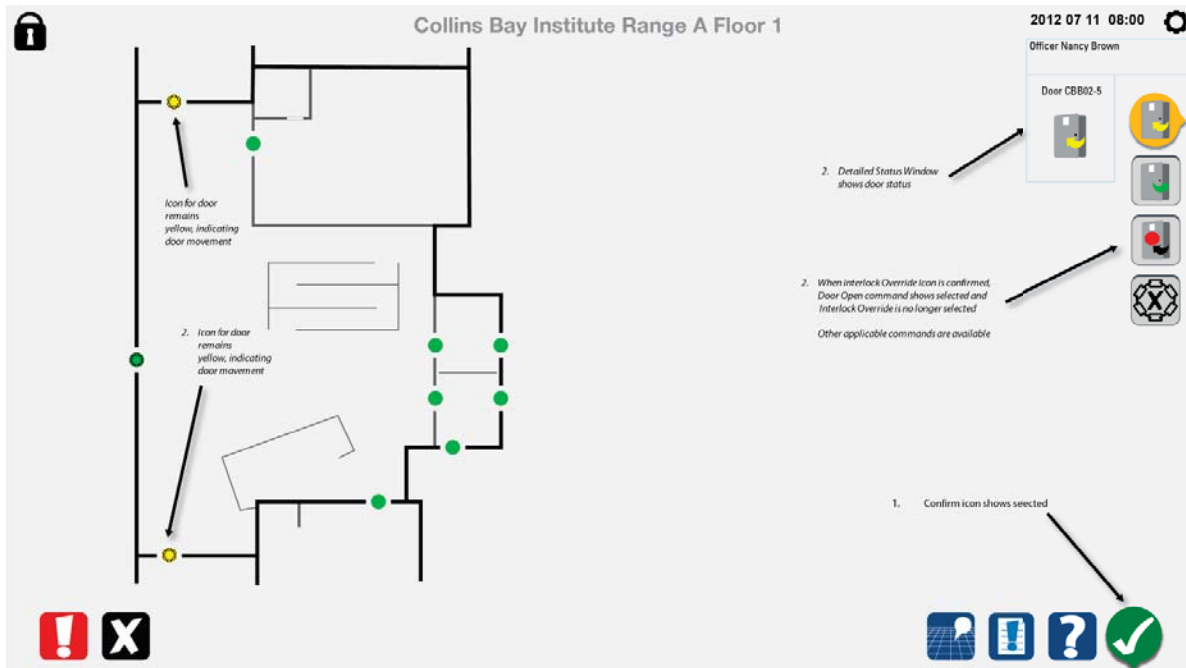 Collins Bay Institute Range A Floor 1
2012 07 11 08:00
Officer Nancy Brown
Door CBB02-5
2. Detailed Status Window
shows door status
Icon for door
remains
yellow, indicating
door movement
2. When Interlock Override Icon is confirmed,
Door Open command shows selected and
Interlock Override is no longer selected
Other applicable commands are available
2. Icon for door
remains
yellow, indicating
door movement
1. Confirm icon shows seected
X